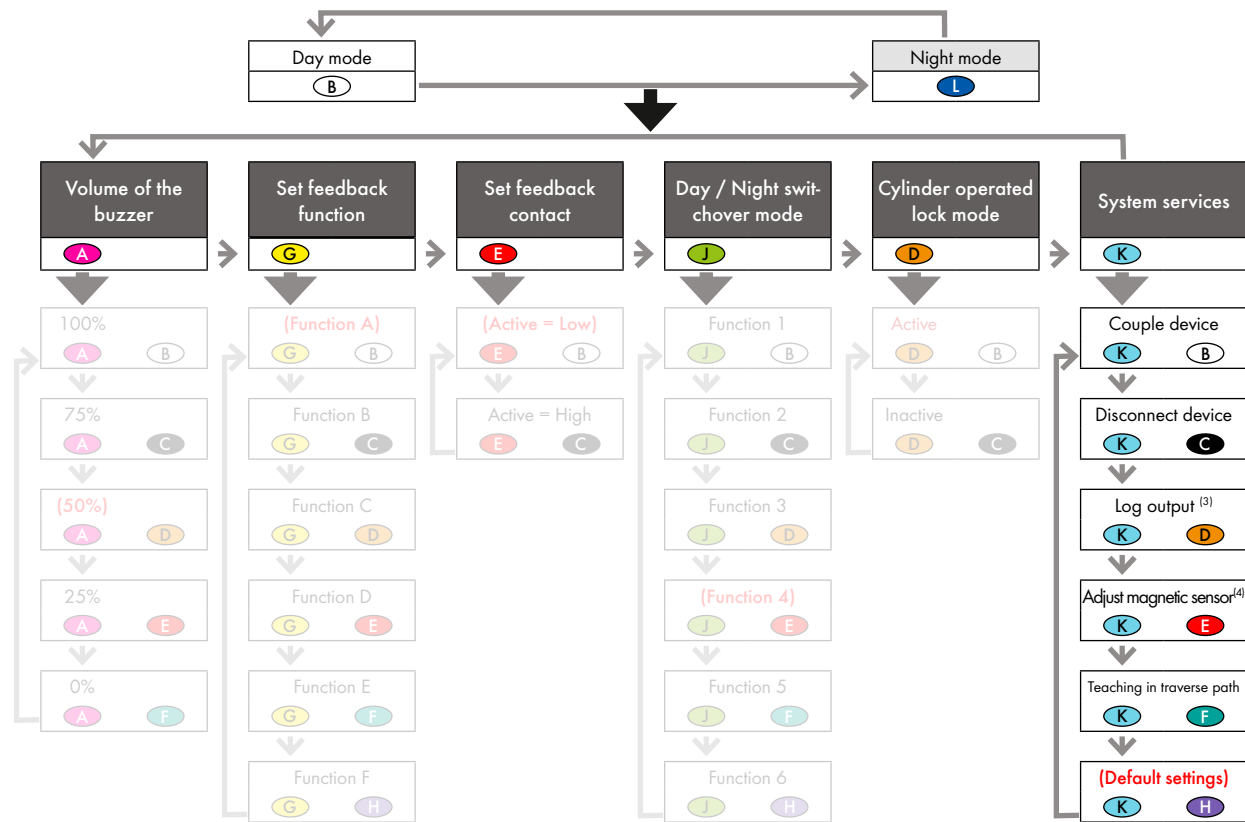 Day mode
B
Night mode
L
Volume of the
buzzer
A
Set feedback
function
G
Set feedback
contact
E
Day / Night swit-
chover mode
J
Cylinder operated
lock mode
D
System services
K
100%
A B
75%
A C
(50%)
A D
25%
A E
0%
A F
(Function A)
G B
Function B
G C
Function C
G D
Function D
G E
Function E
G F
Function F
G H
(Active = Low)
E B
Active = High
E C
Function 1
J B
Function 2
J C
Function 3
J D
(Function 4)
J E
Function 5
J F
Function 6
J H
Active
D B
Inactive
D C
Couple device
K B
Disconnect device
K C
Log output (3)
K D
Adjust magnetic sensor(4)
K E
Teaching in traverse path
K F
(Default settings)
K H